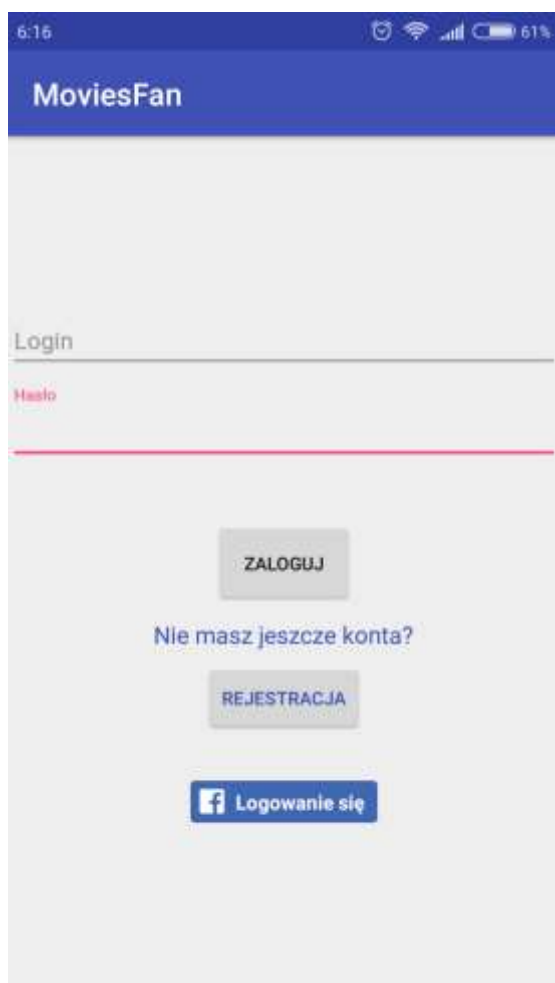 6:16
61%
MoviesFan
Login
Hasło
ZALOGUJ
Nie masz jeszcze konta?
REJESTRACJA
Logowanie się